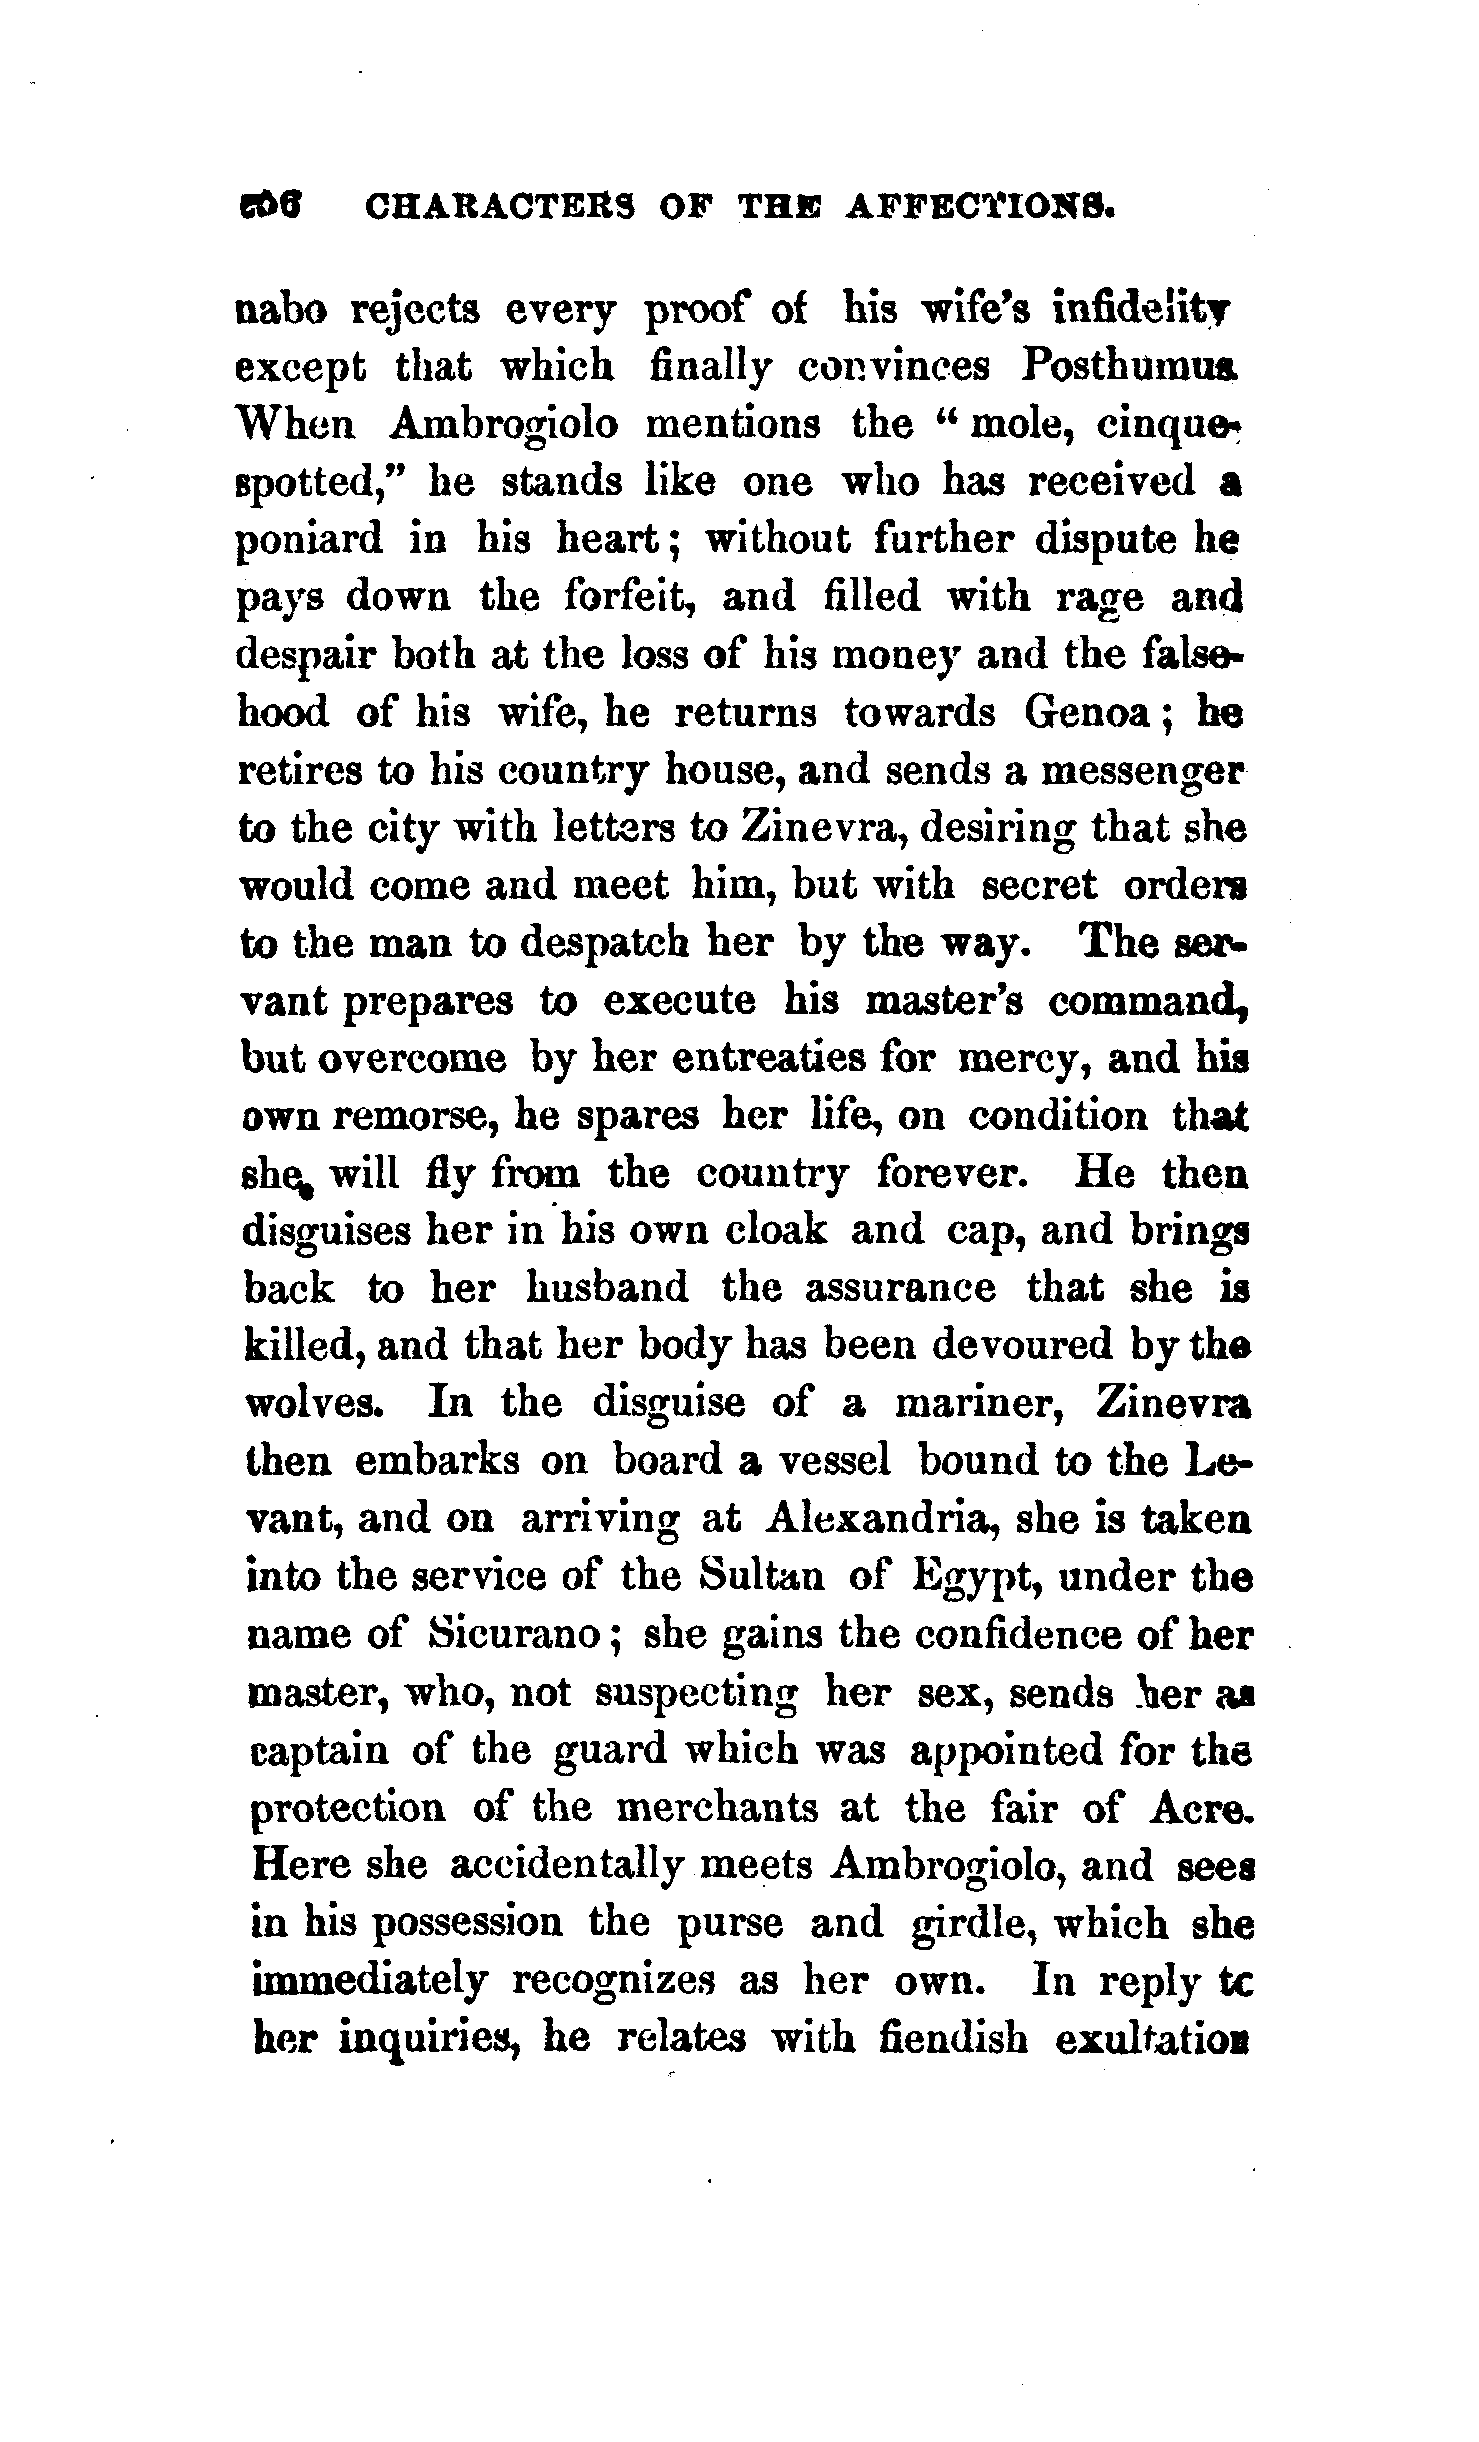 CHARACTERS OF THE AFFECTIONS.
nabo rejects every proof of his wife's infidelity
except that which finally convinces Posthumus
When Ambrogiolo mentions the “ mole, cinque-
spotted,” he stands like one who has received a
poniard in his heart; without further dispute he
pays down the forfeit, and filled with rage and
despair both at the loss of his money and the false-
hood of his wife, he returns towards Genoa; he
retires to his country house, and sends a messenger
to the city with letters to Zinevra, desiring that she
would come and meet him, but with secret orders
to the man to despatch her by the way. The ser-
vant prepares to execute his master's command,
but overcome by her entreaties for mercy, and his
own remorse, he spares her life, on condition that
she will fly from the country forever. He then
disguises her in his own cloak and cap, and brings
back to her husband the assurance that she is
killed, and that her body has been devoured by the
wolves. In the disguise of a mariner, Zinevra
then embarks on board a vessel bound to the Le-
vant, and on arriving at Alexandria, she is taken
into the service of the Sultan of Egypt, under the
name of Sicurano; she gains the confidence of her
master, who, not suspecting her sex, sends her as
captain of the guard which was appointed for the
protection of the merchants at the fair of Acre.
Here she accidentally meets Ambrogiolo, and sees
in his possession the purse and girdle, which she
immediately recognizes as her own. In reply to
her inquiries, he relates with fiendish exultation